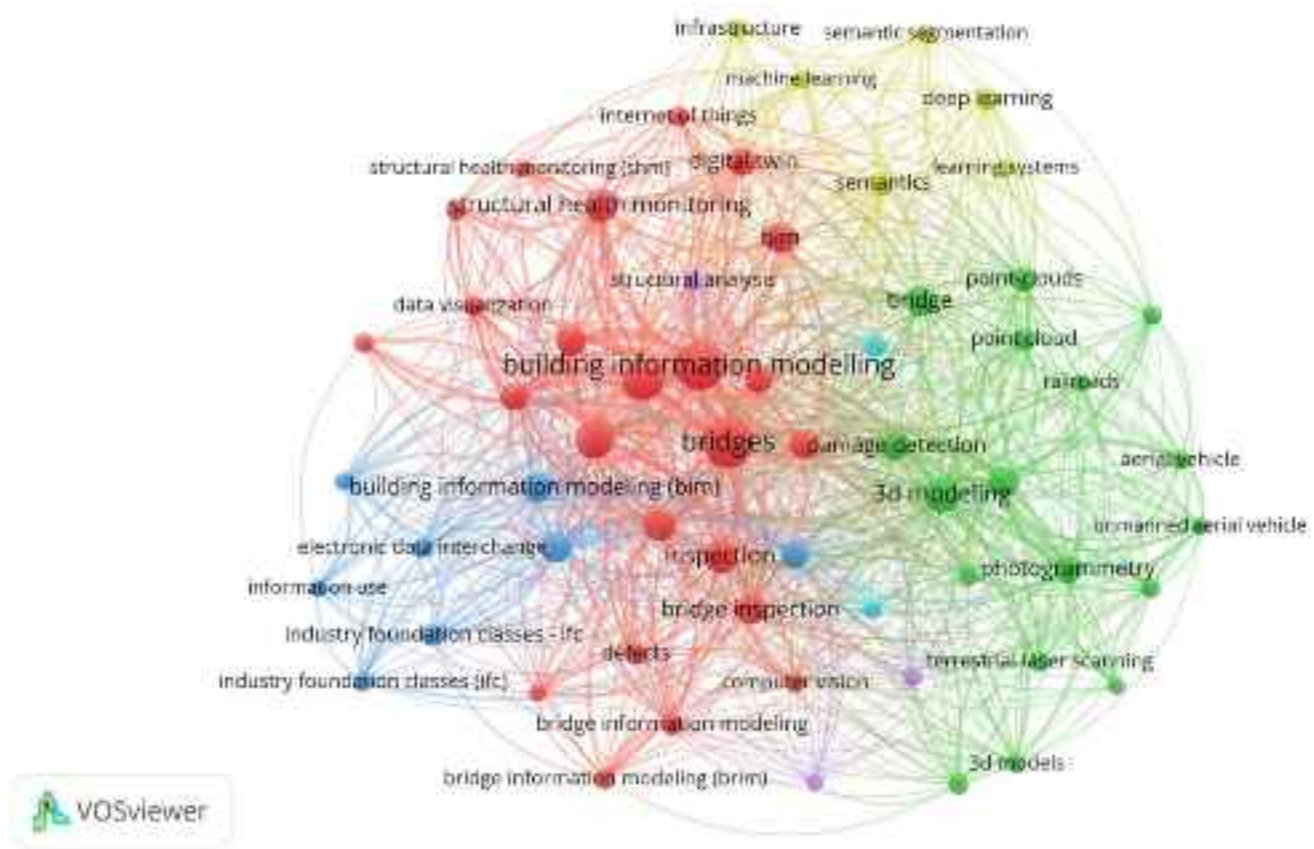 infrastructure
semantic segmentation
machine learning
deep learning
internet of things
structural health monitoring (shm)
digital twin
semantics
learning systems
structural health monitoring
bim
structural analysis
point clouds
bridge
data visualization
point cloud
building information modelling
railroads
bridges
damage detection
aerial vehicle
building information modeling (bim)
3d modeling
unmanned aerial vehicle
electronic data interchange
inspection
photogrammetry
information use
bridge inspection
industry foundation classes - ifc
defects
terrestrial laser scanning
industry foundation classes (ifc)
computer vision
bridge information modeling
3d models
bridge information modeling (brim)
VOSviewer